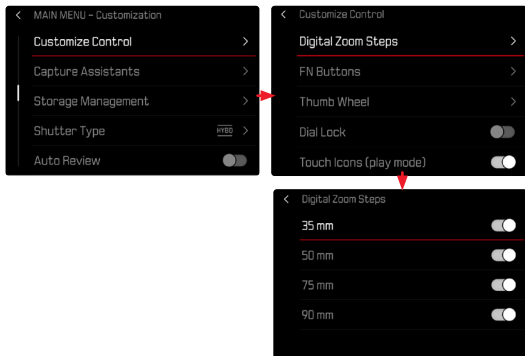 MAIN MENU – Customization
Customize Control
Capture Assistants
Storage Management
Shutter Type
HYBD
Auto Review
Customize Control
Digital Zoom Steps
FN Buttons
Thumb Wheel
Dial Lock
Touch Icons (play mode)
Digital Zoom Steps
35 mm
50 mm
75 mm
90 mm